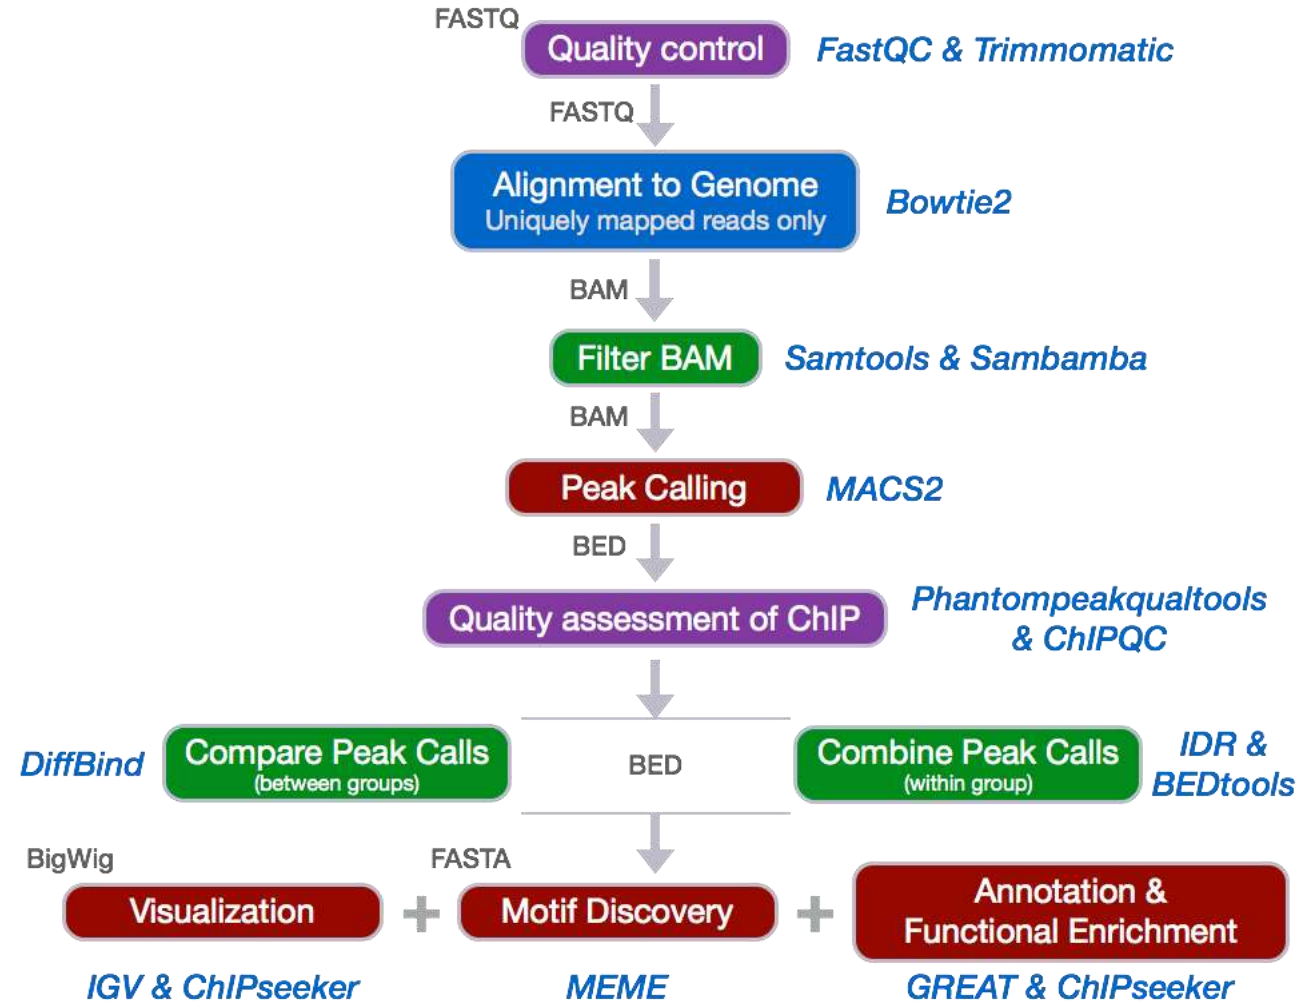 FASTQ
Quality control
FastQC & Trimmomatic
FASTQ
Alignment to Genome
Uniquely mapped reads only
Bowtie2
BAM
Filter BAM
Samtools & Sambamba
BAM
Peak Calling
MACS2
BED
Quality assessment of ChIP
Phantompeakqualtools
& ChIPQC
DiffBind
Compare Peak Calls
(between groups)
BED
Combine Peak Calls
(within group)
IDR &
BEDtools
BigWig
Visualization
IGV & ChIPseeker
+
FASTA
Motif Discovery
MEME
+
Annotation &
Functional Enrichment
GREAT & ChIPseeker